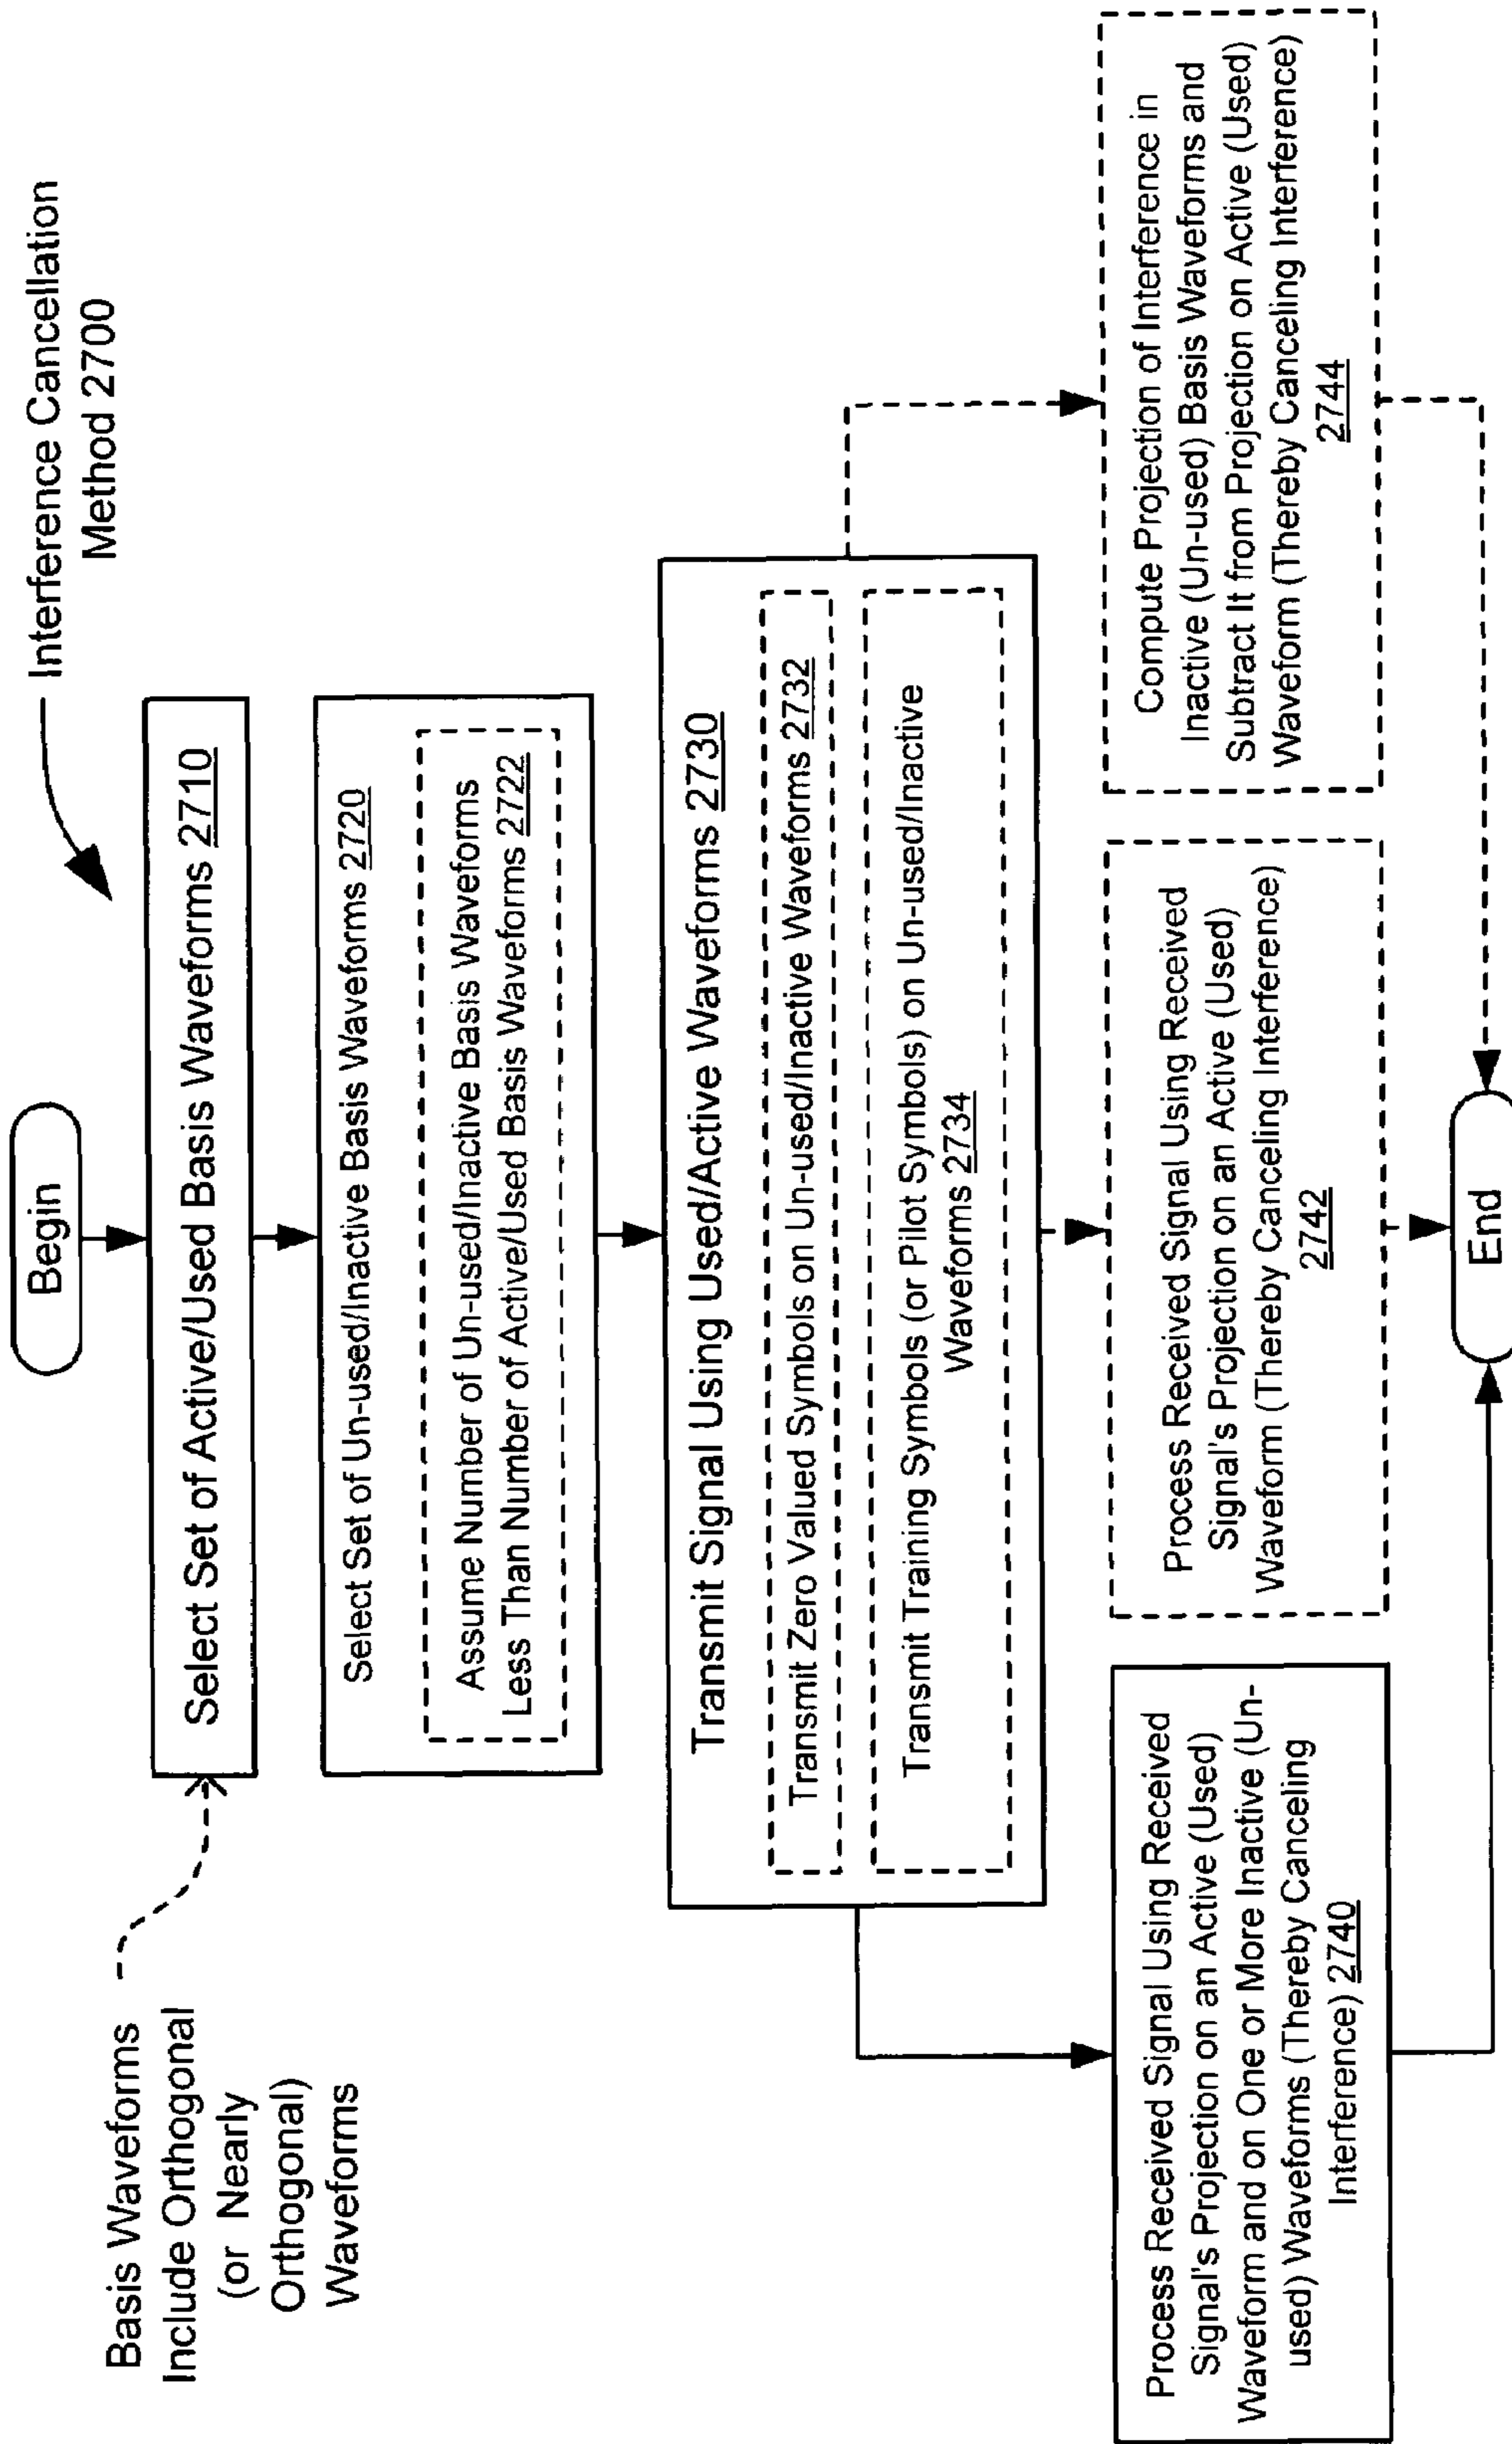 Interference Cancellation
Method 2700
Begin
Basis Waveforms
Include Orthogonal
(or Nearly
Orthogonal)
Waveforms
Select Set of Active/Used Basis Waveforms 2710
Select Set of Un-used/Inactive Basis Waveforms 2720
Assume Number of Un-used/Inactive Basis Waveforms
Less Than Number of Active/Used Basis Waveforms 2722
Transmit Signal Using Used/Active Waveforms 2730
Transmit Zero Valued Symbols on Un-used/Inactive Waveforms 2732
Transmit Training Symbols (or Pilot Symbols) on Un-used/Inactive
Waveforms 2734
Process Received Signal Using Received
Signal's Projection on an Active (Used)
Waveform and on One or More Inactive (Un-
used) Waveforms (Thereby Canceling
Interference) 2740
Process Received Signal Using Received
Signal's Projection on an Active (Used)
Waveform (Thereby Canceling Interference)
2742
Compute Projection of Interference in
Inactive (Un-used) Basis Waveforms and
Subtract It from Projection on Active (Used)
Waveform (Thereby Canceling Interference)
2744
End